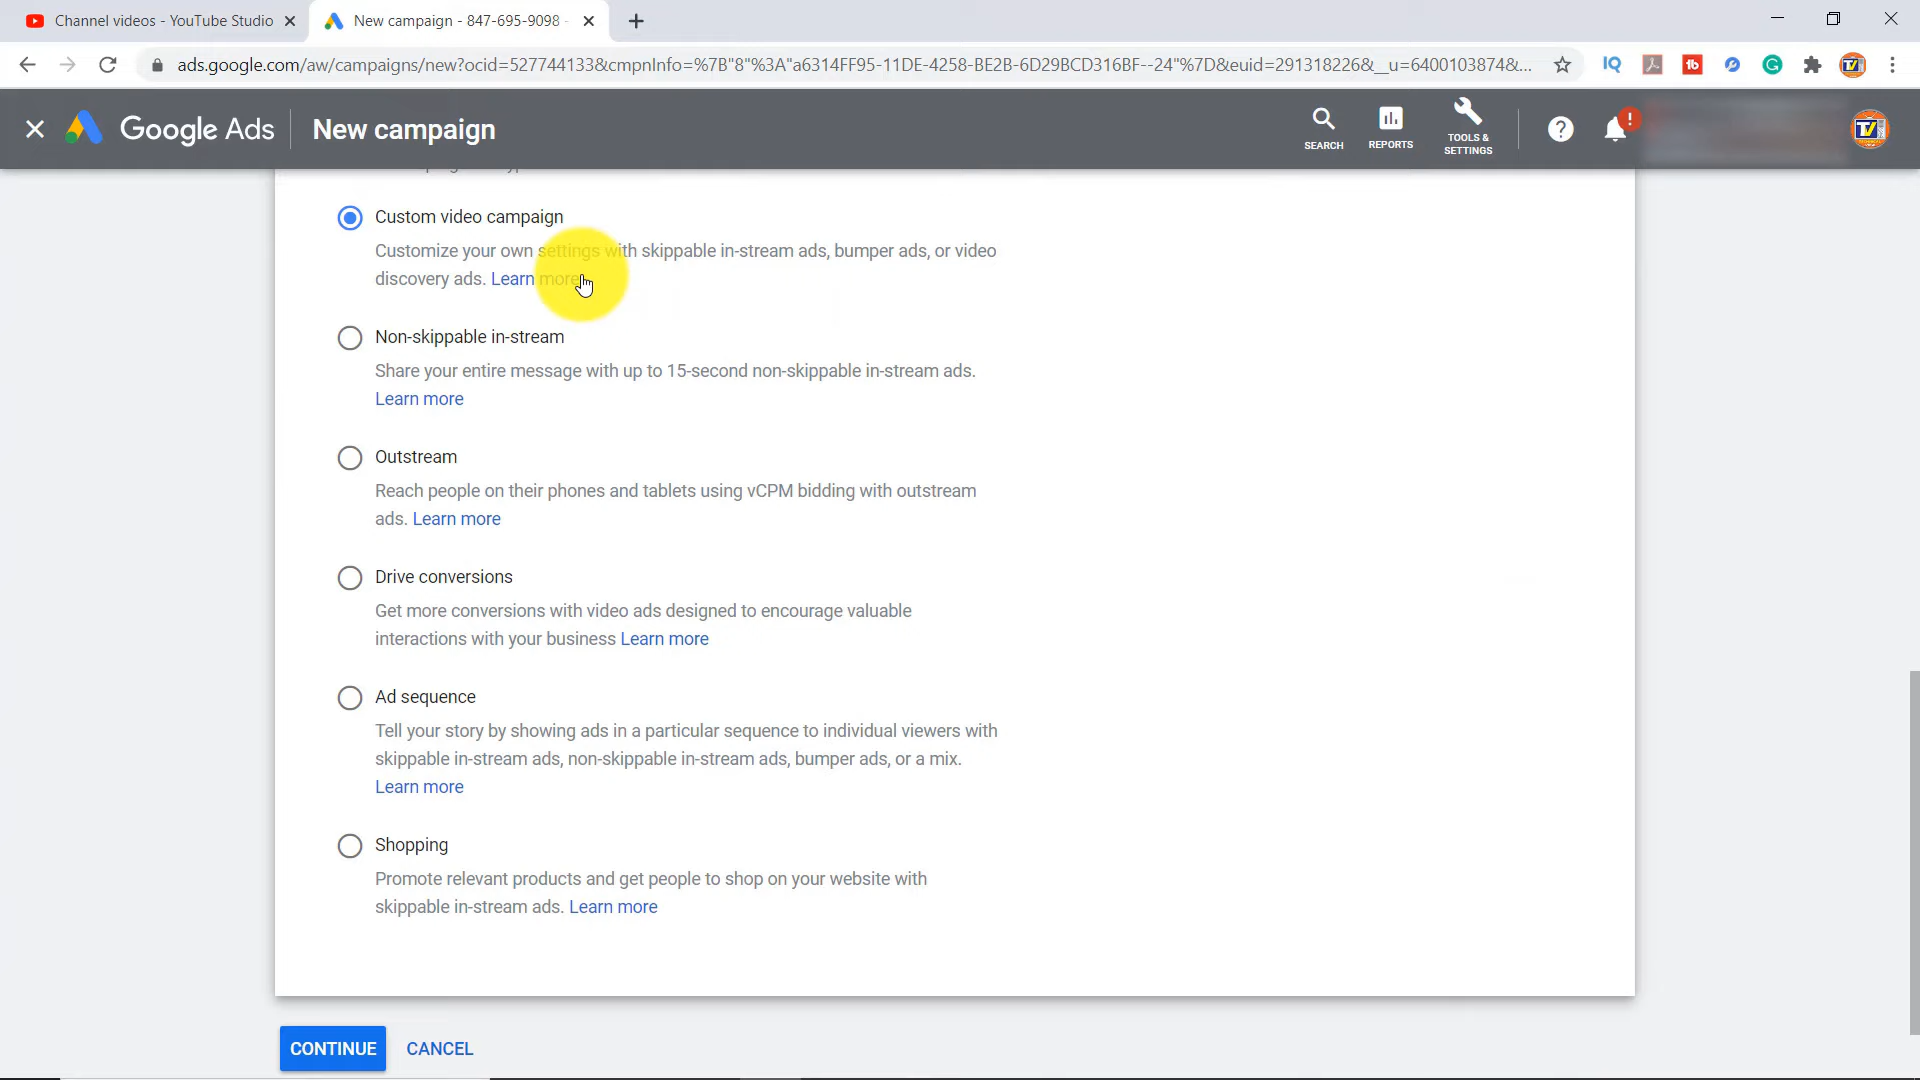 Channel videos - YouTube Studio
New campaign - 847-695-9098 -
ads.google.com/aw/campaigns/new?ocid=527744133&cmpnInfo=%7B"8"%3A"a6314FF95-11DE-4258-BE2B-6D29BCD316BF--24"%7D&euid=291318226&__u=6400103874&...
IQ
tb
Google Ads
New campaign
SEARCH
REPORTS
TOOLS &
SETTINGS
Custom video campaign
Customize your own settings with skippable in-stream ads, bumper ads, or video
discovery ads. Learn more
Non-skippable in-stream
Share your entire message with up to 15-second non-skippable in-stream ads.
Learn more
Outstream
Reach people on their phones and tablets using vCPM bidding with outstream
ads. Learn more
Drive conversions
Get more conversions with video ads designed to encourage valuable
interactions with your business Learn more
Ad sequence
Tell your story by showing ads in a particular sequence to individual viewers with
skippable in-stream ads, non-skippable in-stream ads, bumper ads, or a mix.
Learn more
Shopping
Promote relevant products and get people to shop on your website with
skippable in-stream ads. Learn more
CONTINUE
CANCEL